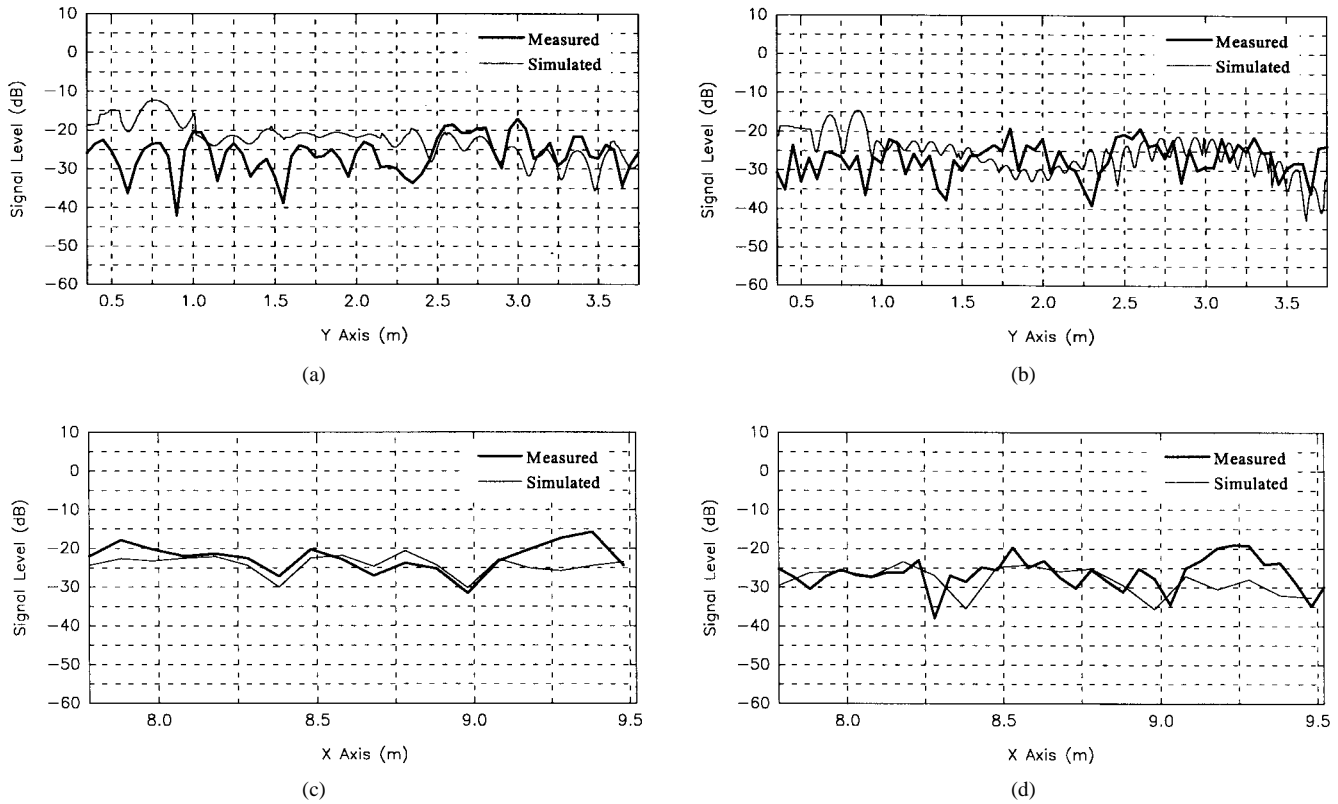 10
0
−10
−20
−30
−40
−50
−60
Signal Level (dB)
Measured
Simulated
0.5 1.0 1.5 2.0 2.5 3.0 3.5
Y Axis (m)
(a)
10
0
−10
−20
−30
−40
−50
−60
Signal Level (dB)
Measured
Simulated
0.5 1.0 1.5 2.0 2.5 3.0 3.5
Y Axis (m)
(b)
10
0
−10
−20
−30
−40
−50
−60
Signal Level (dB)
Measured
Simulated
8.0 8.5 9.0 9.5
X Axis (m)
(c)
10
0
−10
−20
−30
−40
−50
−60
Signal Level (dB)
Measured
Simulated
8.0 8.5 9.0 9.5
X Axis (m)
(d)